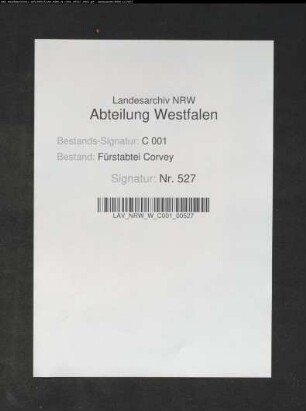 Landesarchiv NRW
Abteilung Westfalen
Bestands-Signatur: C 001
Bestand: Fürstabtei Corvey
Signatur: Nr. 527
LAV_NRW_W_C001_00527